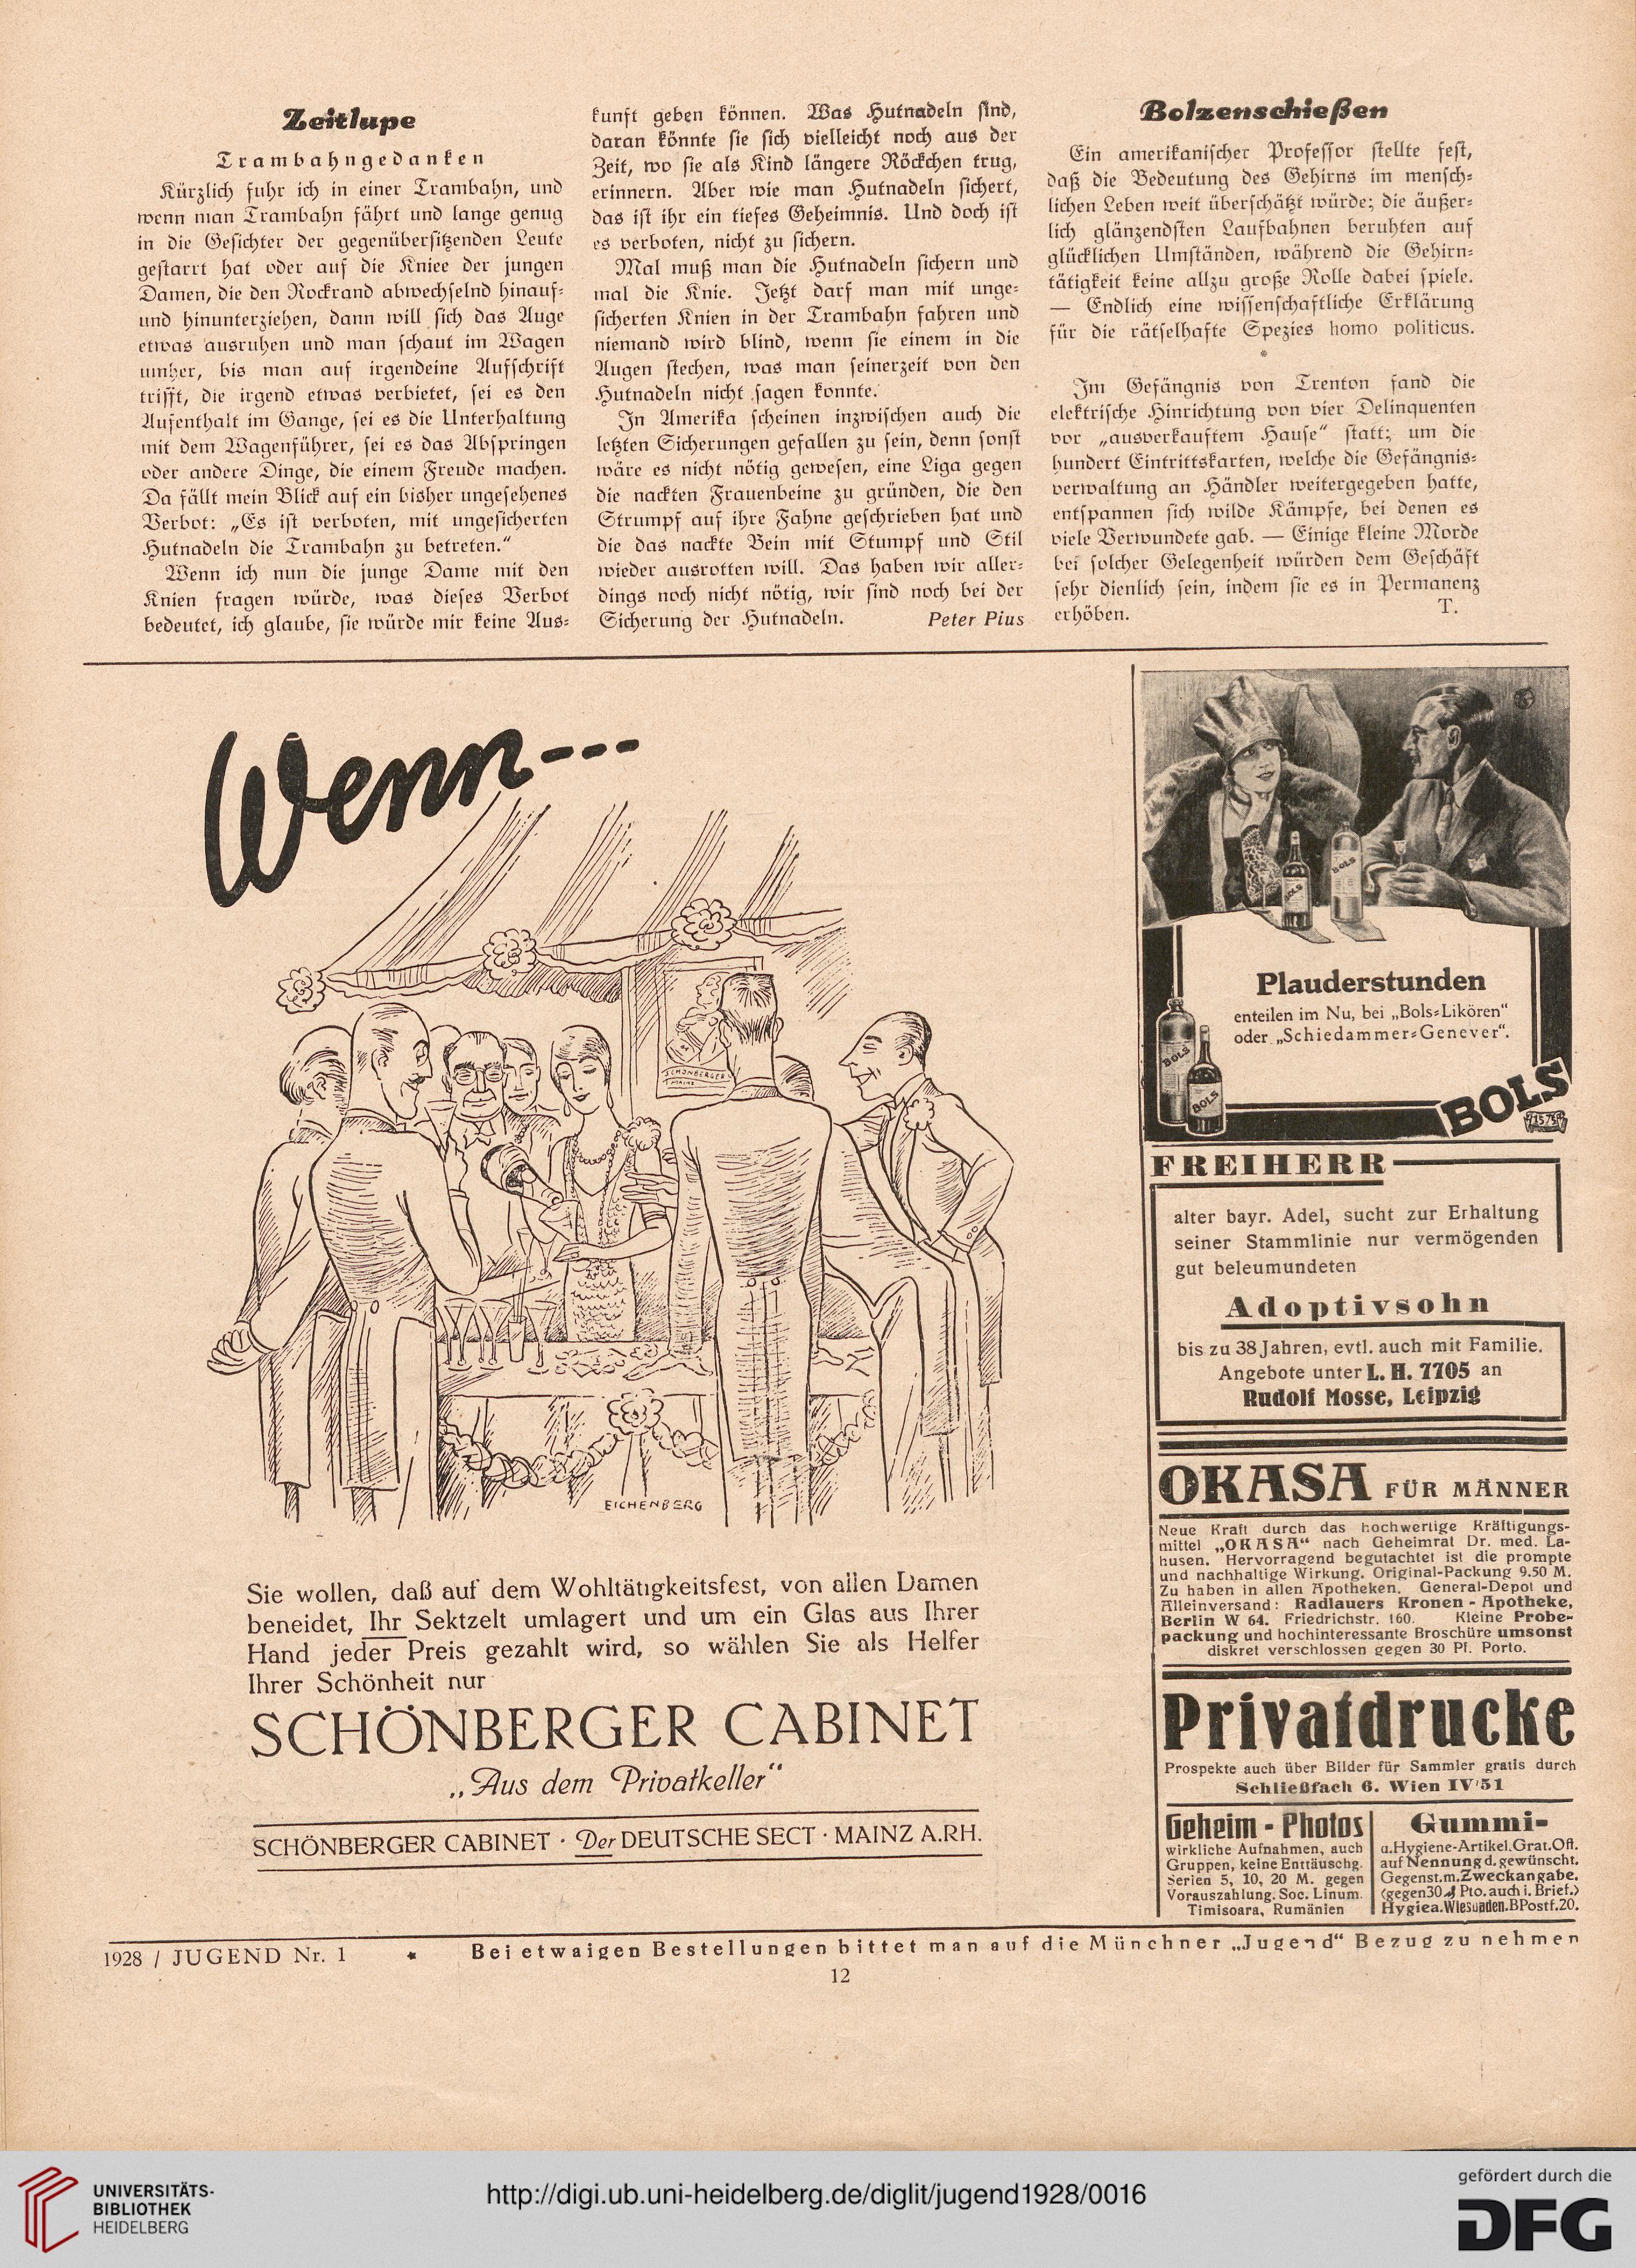 Zeitlupe
Trambahngedanken
Kürzlich fuhr ich in einer Trambahn, und
wenn man Trambahn fährt und lange genug
in die Gesichter der gegenübersitzenden Leute
gestarrt hat oder auf die Kniee der jungen
Damen, die den Rockrand abwechselnd hinauf-
und hinunterziehen, dann will sich das Auge
etwas ausruhen und man schaut im Wagen
umher, bis man auf irgendeine Aufschrift
trifft, die irgend etwas verbietet, sei es den
Aufenthalt im Gange, sei es die Unterhaltung
mit dem Wagenführer, sei es das Abspringen
oder andere Dinge, die einem Freude machen.
Da fällt mein Blick auf ein bisher ungesehenes
Verbot: „Es ist verboten, mit ungesicherten
Hutnadeln die Trambahn zu betreten.“
Wenn ich nun die junge Dame mit den
Knien fragen würde, was dieses Verbot
bedeutet, ich glaube, sie würde mir keine Aus-
kunft geben können. Was Hutnadeln sind,
daran könnte sie sich vielleicht noch aus der
Zeit, wo sie als Kind längere Röckchen trug,
erinnern. Aber wie man Hutnadeln sichert,
das ist ihr ein tiefes Geheimnis. Und doch ist
es verboten, nicht zu sichern.
Mal muß man die Hutnadeln sichern und
mal die Knie. Jetzt darf man mit unge-
sicherten Knien in der Trambahn fahren und
niemand wird blind, wenn sie einem in die
Augen stechen, was man seinerzeit von den
Hutnadeln nicht sagen konnte.
In Amerika scheinen inzwischen auch die
letzten Sicherungen gefallen zu sein, denn sonst
wäre es nicht nötig gewesen, eine Liga gegen
die nackten Frauenbeine zu gründen, die den
Strumpf auf ihre Fahne geschrieben hat und
die das nackte Bein mit Stumpf und Stil
wieder ausrotten will. Das haben wir aller-
dings noch nicht nötig, wir sind noch bei der
Sicherung der Hutnadeln. Peter Pius
Bolzenschießen
Ein amerikanischer Professor stellte fest,
daß die Bedeutung des Gehirns im mensch-
lichen Leben weit überschätzt würde; die äußer-
lich glänzendsten Laufbahnen beruhten auf
glücklichen Umständen, während die Gehirn-
tätigkeit keine allzu große Rolle dabei spiele.
— Endlich eine wissenschaftliche Erklärung
für die rätselhafte Spezies homo politicus.
*
Im Gefängnis von Trenton fand die
elektrische Hinrichtung von vier Delinquenten
vor „ausverkauftem Hause“ statt; um die
hundert Eintrittskarten, welche die Gefängnis-
verwaltung an Händler weitergegeben hatte,
entspannen sich wilde Kämpfe, bei denen es
viele Verwundete gab. — Einige kleine Morde
bei solcher Gelegenheit würden dem Geschäft
sehr dienlich sein, indem sie es in Permanenz
erhöben. T.
Wenn---
SCHÖNBERGER
MAINZ
EICHENBERG
Sie wollen, daß auf dem Wohltätigkeitsfest, von allen Damen
beneidet, Ihr Sektzelt umlagert und um ein Glas aus Ihrer
Hand jeder Preis gezahlt wird, so wählen Sie als Helfer
Ihrer Schönheit nur
SCHÖNBERGER CABINET
„Aus dem Privatkeller“
SCHÖNBERGER CABINET · Der DEUTSCHE SECT · MAINZ A.RH.
BOLS
BOLS
Plauderstunden
enteilen im Nu, bei „Bols-Likören“
oder „Schiedammer-Genever“.
BOLS
BOLS
BOLS
1575
FREIHERR
alter bayr. Adel, sucht zur Erhaltung
seiner Stammlinie nur vermögenden
gut beleumundeten
Adoptivsohn
bis zu 38 Jahren, evtl. auch mit Familie.
Angebote unter L. H. 7705 an
Rudolf Mosse, Leipzig
OKASA FÜR MÄNNER
Neue Kraft durch das hochwertige Kräftigungs-
mittel „OKASA“ nach Geheimrat Dr. med. La-
husen. Hervorragend begutachtet ist die prompte
und nachhaltige Wirkung. Original-Packung 9.50 M.
Zu haben in allen Apotheken. General-Depot und
Alleinversand: Radlauers Kronen-Apotheke,
Berlin W 64. Friedrichstr. 160. Kleine Probe-
packung und hochinteressante Broschüre umsonst
diskret verschlossen gegen 30 Pf. Porto.
Privatdrucke
Prospekte auch über Bilder für Sammler gratis durch
Schließfach 6. Wien IV/51
Geheim-Photos
wirkliche Aufnahmen, auch
Gruppen, keine Enttäuschg.
Serien 5, 10, 20 M. gegen
Vorauszahlung. Soc. Linum.
Timisoara, Rumänien
Gummi-
u. Hygiene-Artikel. Grat. Off.
auf Nennung d. gewünscht.
Gegenst. m. Zweckangabe.
(gegen 30 ₰ Pto. auch i. Brief.)
Hygiea. Wiesbaden. B Postf. 20.
1928 / JUGEND Nr. 1 * Bei etwaigen Bestellungen bittet man auf die Münchner „Jugend“ Bezug zu nehmen
12
UNIVERSITÄTS-
BIBLIOTHEK
HEIDELBERG
http://digi.ub.uni-heidelberg.de/diglit/jugend1928/0016
gefördert durch die
DFG